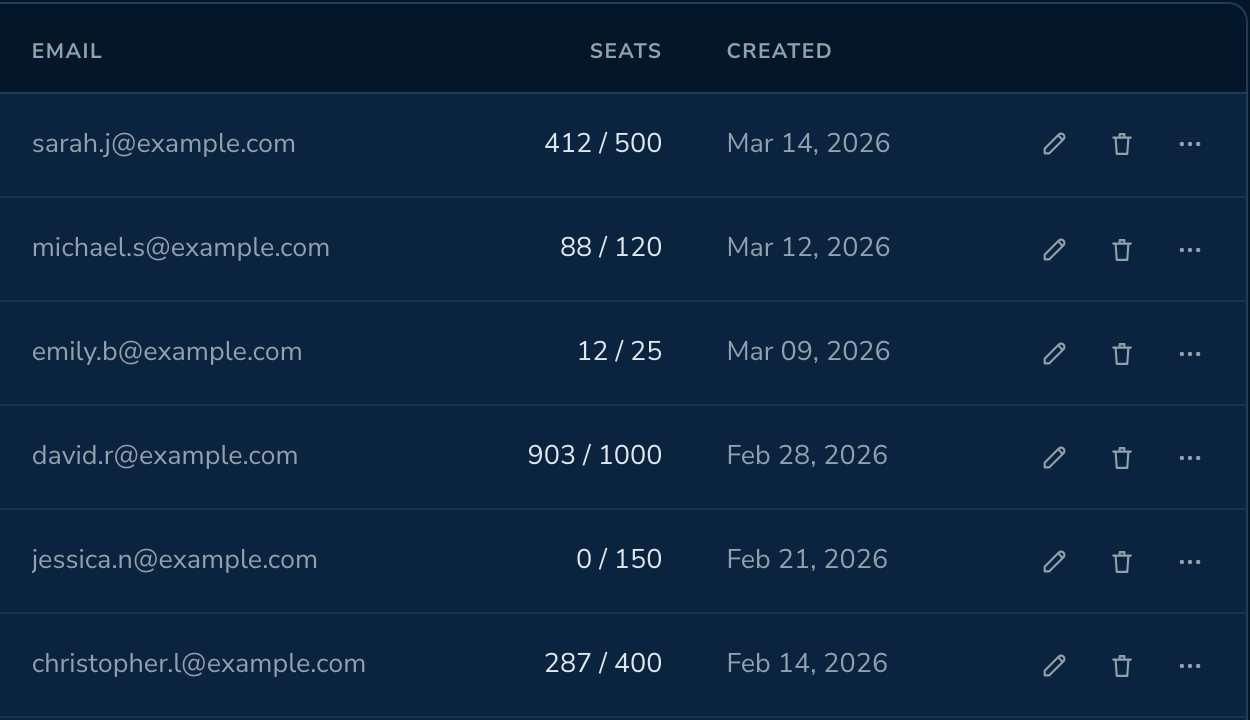 EMAIL SEATS CREATED
sarah.j@example.com 412 / 500 Mar 14, 2026
michael.s@example.com 88 / 120 Mar 12, 2026
emily.b@example.com 12 / 25 Mar 09, 2026
david.r@example.com 903 / 1000 Feb 28, 2026
jessica.n@example.com 0 / 150 Feb 21, 2026
christopher.l@example.com 287 / 400 Feb 14, 2026